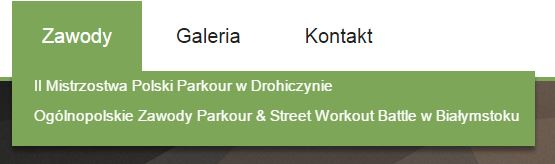 Zawody Galeria Kontakt
II Mistrzostwa Polski Parkour w Drohiczynie
Ogólnopolskie Zawody Parkour & Street Workout Battle w Białymstoku